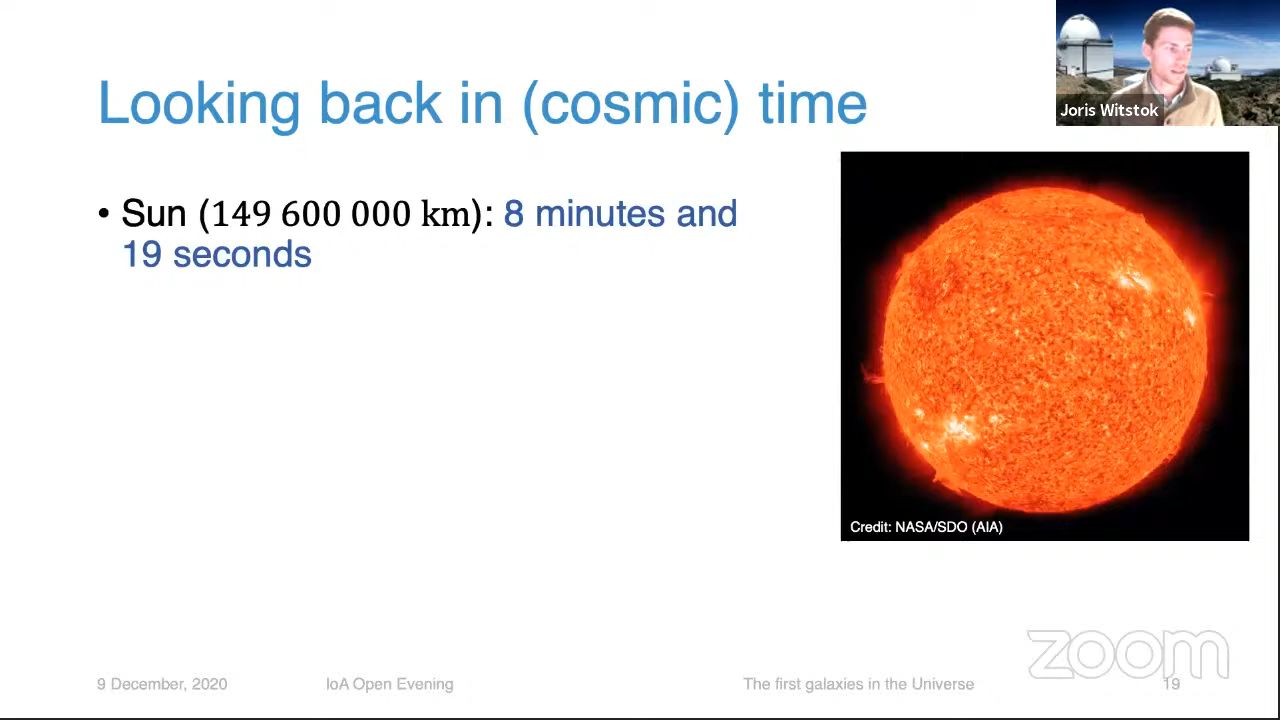 Joris Witstok
Looking back in (cosmic) time
• Sun (149 600 000 km): 8 minutes and
19 seconds
Credit: NASA/SDO (AIA)
zoom
9 December, 2020
IoA Open Evening
The first galaxies in the Universe
19